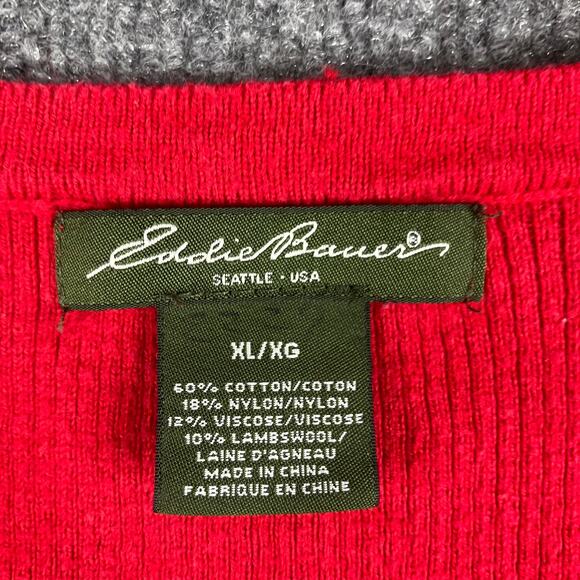 Eddie Bauer®
SEATTLE · USA
XL/XG
60% COTTON/COTON
18% NYLON/NYLON
12% VISCOSE/VISCOSE
10% LAMBSWOOL/
LAINE D'AGNEAU
MADE IN CHINA
FABRIQUE EN CHINE